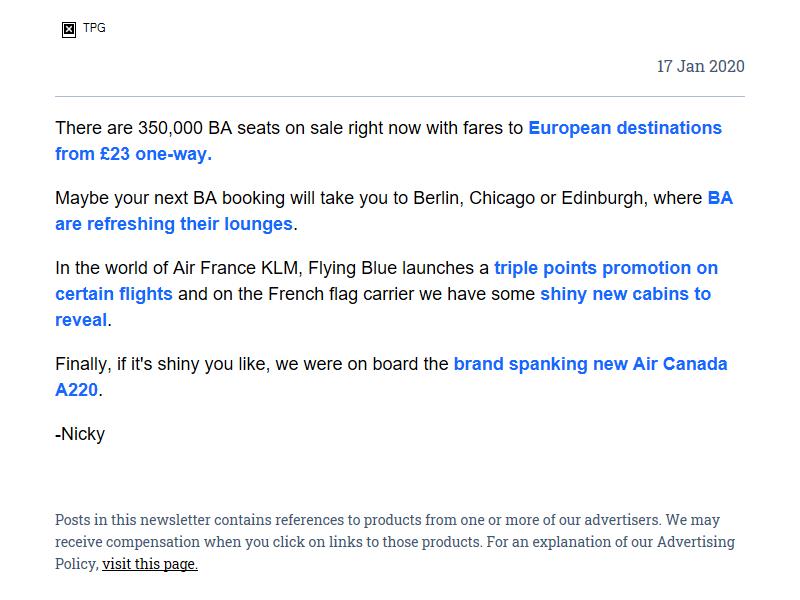 TPG
17 Jan 2020
There are 350,000 BA seats on sale right now with fares to European destinations
from £23 one-way.
Maybe your next BA booking will take you to Berlin, Chicago or Edinburgh, where BA
are refreshing their lounges.
In the world of Air France KLM, Flying Blue launches a triple points promotion on
certain flights and on the French flag carrier we have some shiny new cabins to
reveal.
Finally, if it's shiny you like, we were on board the brand spanking new Air Canada
A220.
-Nicky
Posts in this newsletter contains references to products from one or more of our advertisers. We may
receive compensation when you click on links to those products. For an explanation of our Advertising
Policy, visit this page.